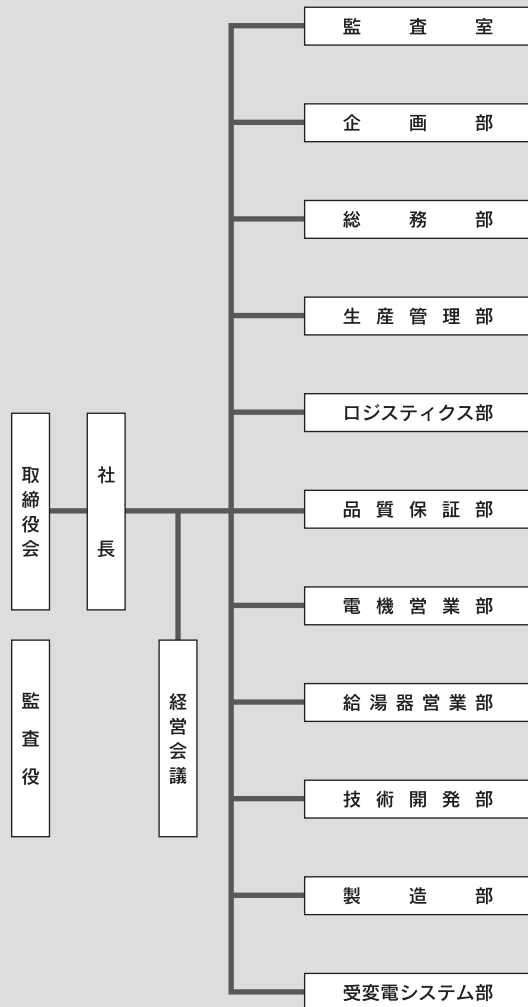 取締役会
社長
監査役
経営会議
監査室
企画部
総務部
生産管理部
ロジスティクス部
品質保証部
電機営業部
給湯器営業部
技術開発部
製造部
受変電システム部